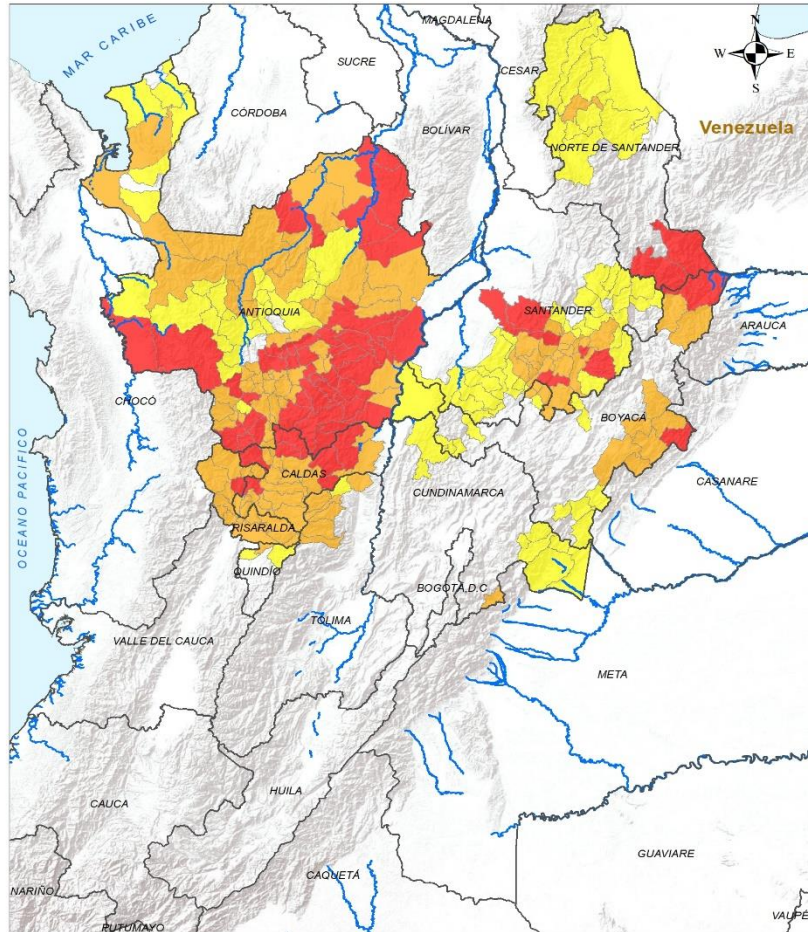 MAGDALENA
N
W E
S
MAR CARIBE
SUCRE
CESAR
CÓRDOBA
BOLÍVAR
Venezuela
NORTE DE SANTANDER
ANTIOQUIA
SANTANDER
ARAUCA
CHOCÓ
BOYACÁ
CALDAS
CUNDINAMARCA
CASANARE
OCEANO PACIFICO
RISARALDA
QUINDÍO
BOGOTÁ, D.C
TOLIMA
VALLE DEL CAUCA
META
HUILA
CAUCA
GUAVIARE
CAQUETÁ
NARIÑO
PUTUMAYO
VAUPÉ